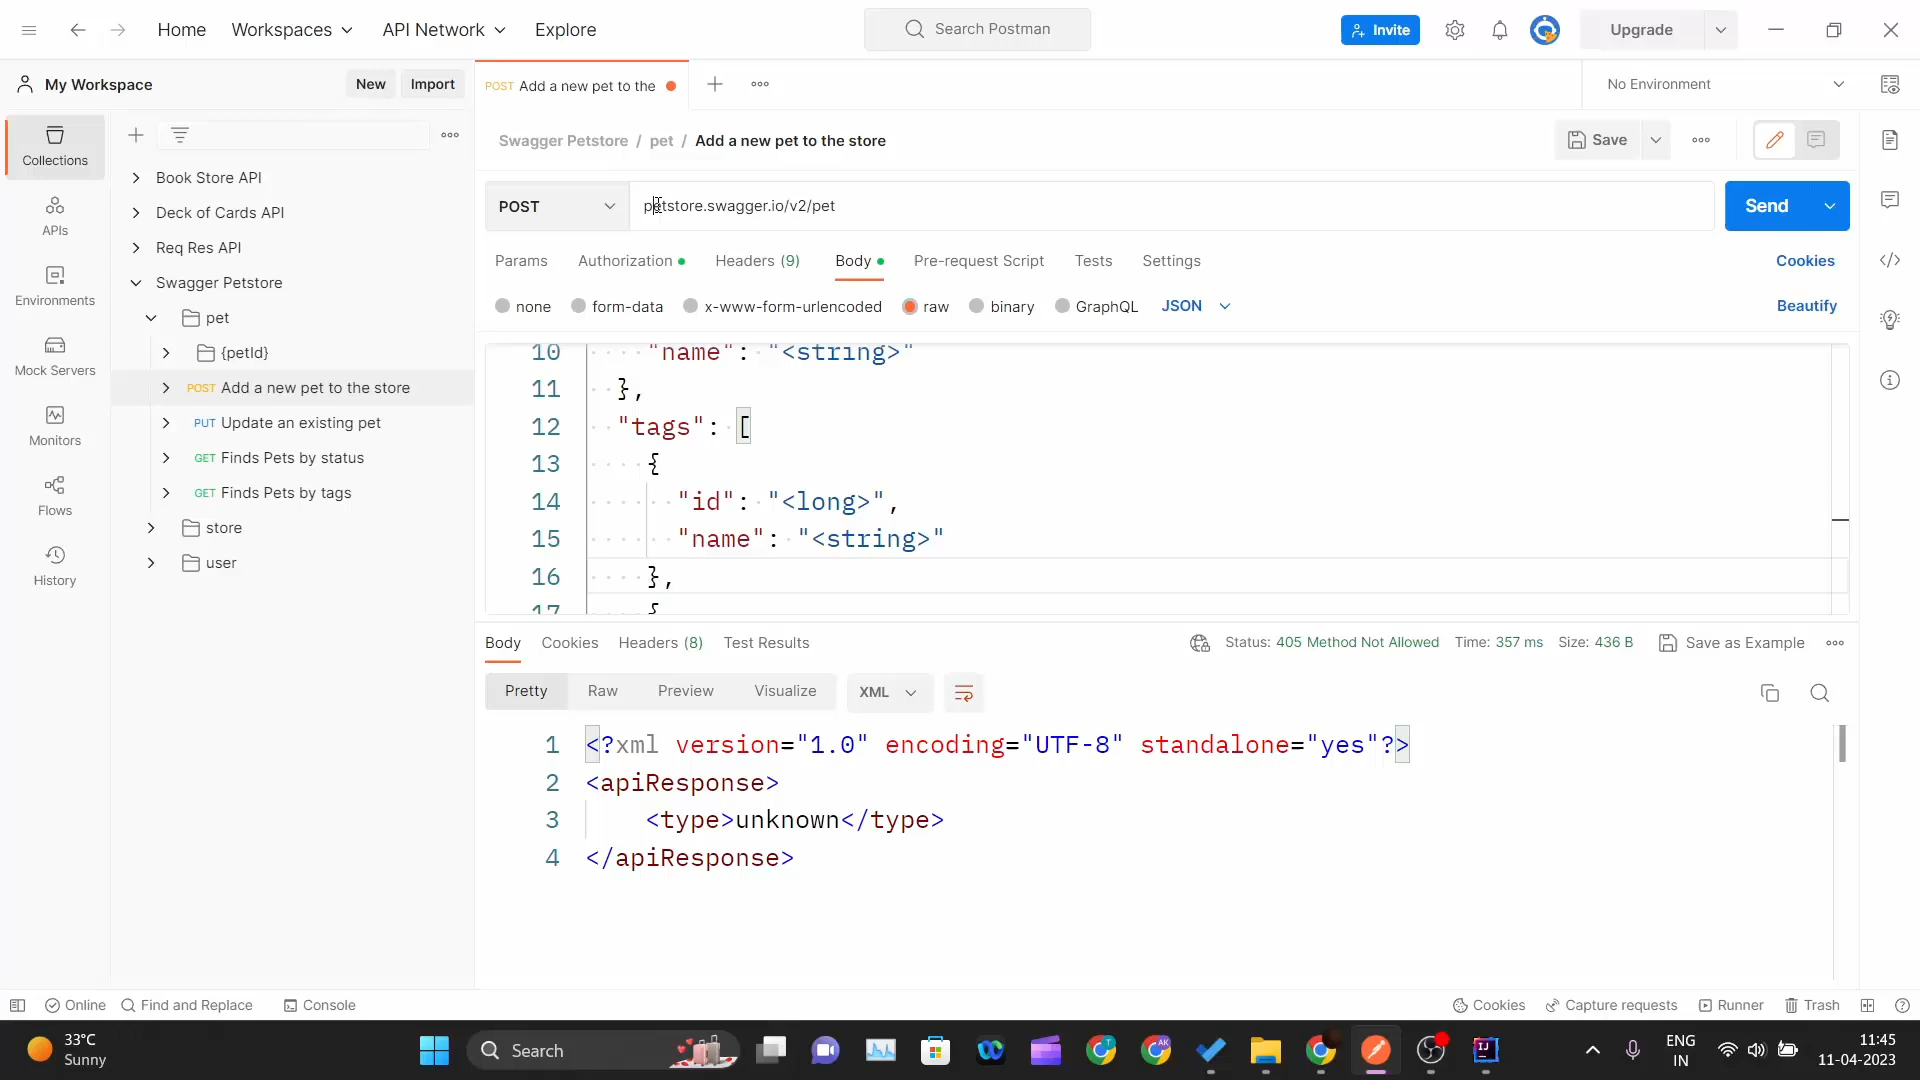 Home Workspaces API Network Explore Search Postman Invite Upgrade
My Workspace New Import POST Add a new pet to the No Environment
Swagger Petstore / pet / Add a new pet to the store Save
Collections
APIs
Environments
Mock Servers
Monitors
Flows
History
Book Store API
Deck of Cards API
Req Res API
Swagger Petstore
pet
{petId}
POST Add a new pet to the store
PUT Update an existing pet
GET Finds Pets by status
GET Finds Pets by tags
store
user
POST petstore.swagger.io/v2/pet Send
Params Authorization Headers (9) Body Pre-request Script Tests Settings Cookies
none form-data x-www-form-urlencoded raw binary GraphQL JSON Beautify
10 "name": "<string>"
11 },
12 "tags": [
13 {
14 "id": "<long>",
15 "name": "<string>"
16 },
17 {
Body Cookies Headers (8) Test Results Status: 405 Method Not Allowed Time: 357 ms Size: 436 B Save as Example
Pretty Raw Preview Visualize XML
1 <?xml version="1.0" encoding="UTF-8" standalone="yes"?>
2 <apiResponse>
3 <type>unknown</type>
4 </apiResponse>
Online Find and Replace Console Cookies Capture requests Runner Trash
33°C
Sunny
Search
ENG
IN
11:45
11-04-2023